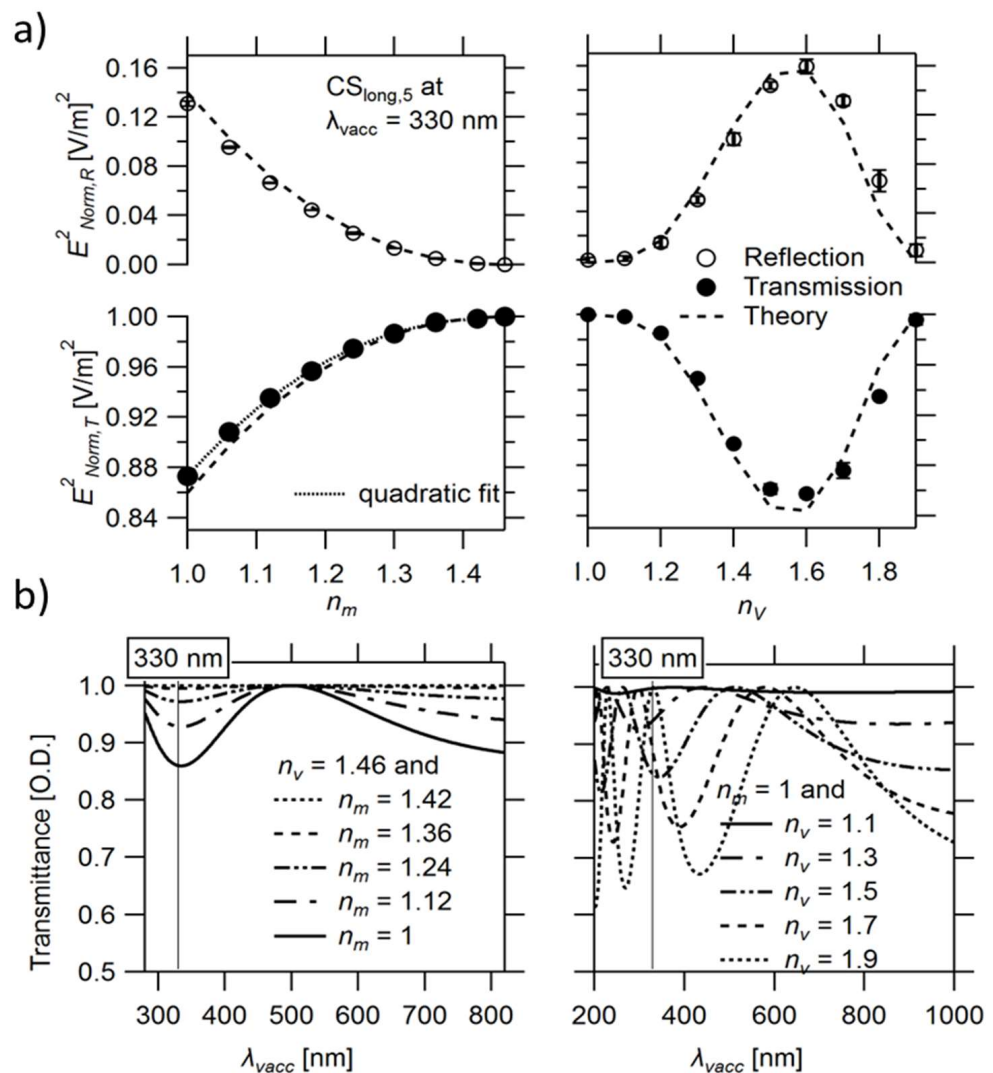 a)
E²Norm,R [V/m]²
0.16
0.12
0.08
0.04
0.00
CSlong,5 at
λvacc = 330 nm
E²Norm,T [V/m]²
1.00
0.96
0.92
0.88
0.84
quadratic fit
1.0 1.1 1.2 1.3 1.4
nm
Reflection
Transmission
Theory
1.0 1.2 1.4 1.6 1.8
nV
b)
Transmittance [O.D.]
330 nm
1.0
0.9
0.8
0.7
0.6
0.5
nv = 1.46 and
nm = 1.42
nm = 1.36
nm = 1.24
nm = 1.12
nm = 1
300 400 500 600 700 800
λvacc [nm]
330 nm
nm = 1 and
nv = 1.1
nv = 1.3
nv = 1.5
nv = 1.7
nv = 1.9
200 400 600 800 1000
λvacc [nm]